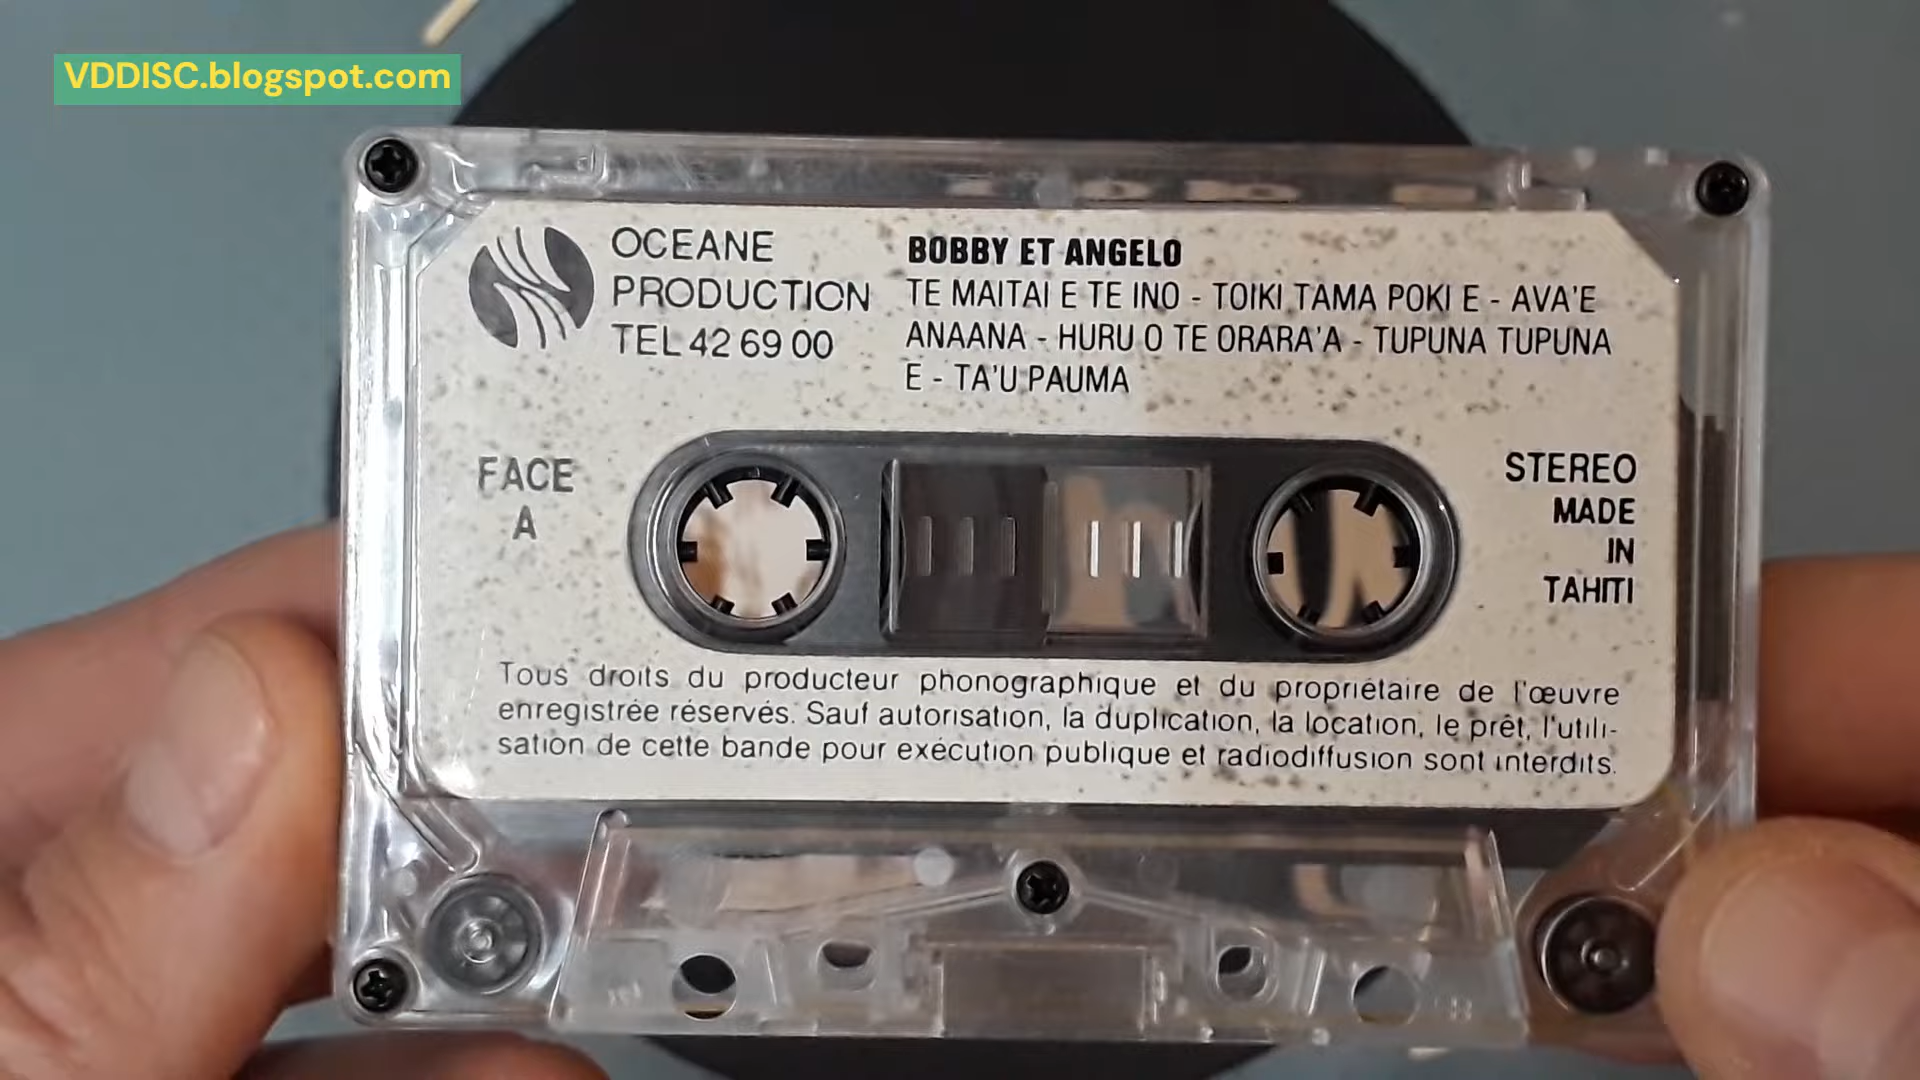 VDDISC.blogspot.com
OCEANE
PRODUCTION
TEL 42 69 00
BOBBY ET ANGELO
TE MAITAI E TE INO - TOIKI TAMA POKI E - AVA'E
ANAANA - HURU O TE ORARA'A - TUPUNA TUPUNA
E - TA'U PAUMA
FACE
A
STEREO
MADE
IN
TAHITI
Tous droits du producteur phonographique et du propriétaire de l'œuvre
enregistrée réservés. Sauf autorisation, la duplication, la location, le prêt, l'utili-
sation de cette bande pour exécution publique et radiodiffusion sont interdits.